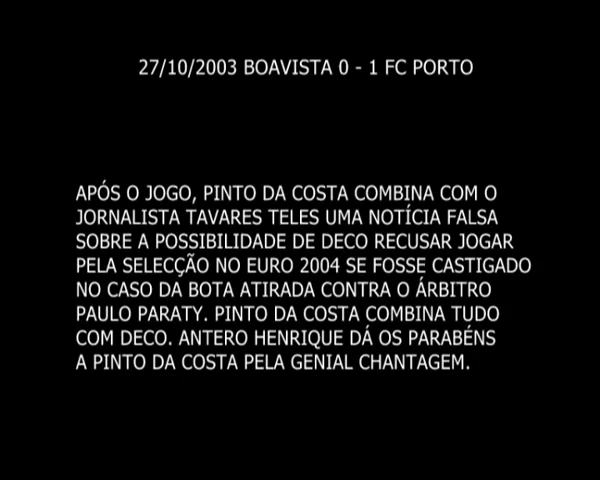 27/10/2003 BOAVISTA 0 - 1 FC PORTO
APÓS O JOGO, PINTO DA COSTA COMBINA COM O
JORNALISTA TAVARES TELES UMA NOTÍCIA FALSA
SOBRE A POSSIBILIDADE DE DECO RECUSAR JOGAR
PELA SELECÇÃO NO EURO 2004 SE FOSSE CASTIGADO
NO CASO DA BOTA ATIRADA CONTRA O ÁRBITRO
PAULO PARATY. PINTO DA COSTA COMBINA TUDO
COM DECO. ANTERO HENRIQUE DÁ OS PARABÉNS
A PINTO DA COSTA PELA GENIAL CHANTAGEM.